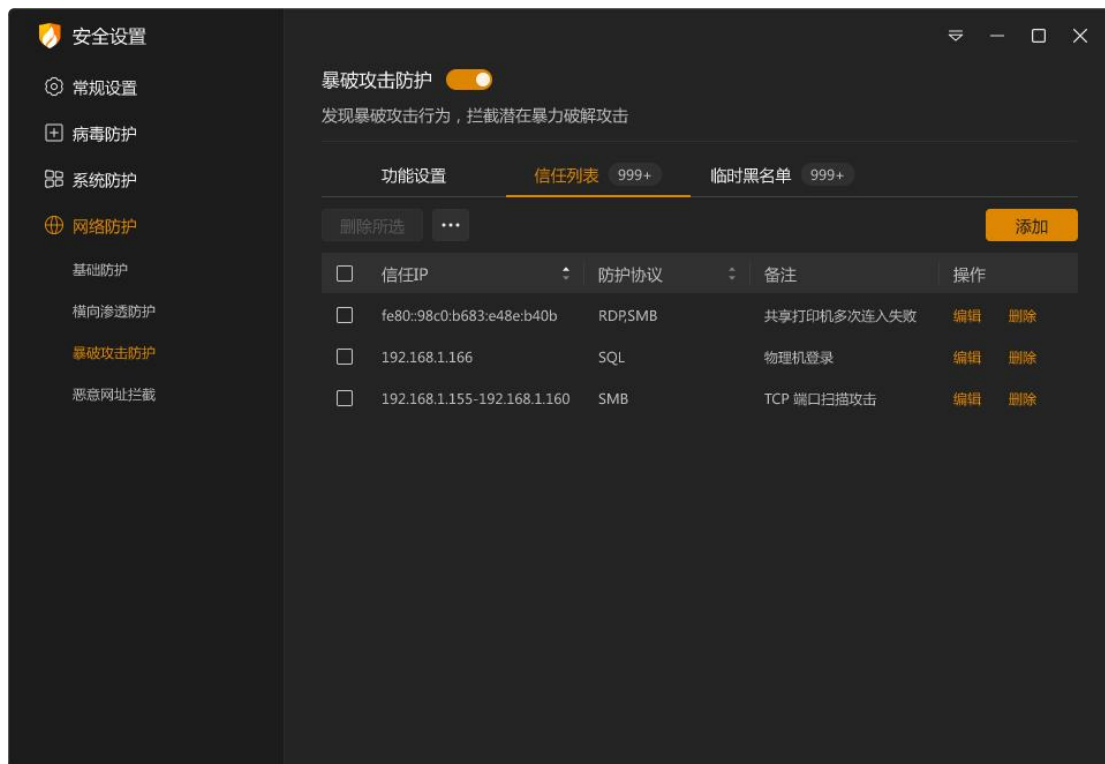 安全设置
常规设置
病毒防护
系统防护
网络防护
基础防护
横向渗透防护
暴破攻击防护
恶意网址拦截
暴破攻击防护
发现暴破攻击行为，拦截潜在暴力破解攻击
功能设置 信任列表 999+ 临时黑名单 999+
删除所选 ••• 添加
信任IP 防护协议 备注 操作
fe80::98c0:b683:e48e:b40b RDP,SMB 共享打印机多次连入失败 编辑 删除
192.168.1.166 SQL 物理机登录 编辑 删除
192.168.1.155-192.168.1.160 SMB TCP 端口扫描攻击 编辑 删除